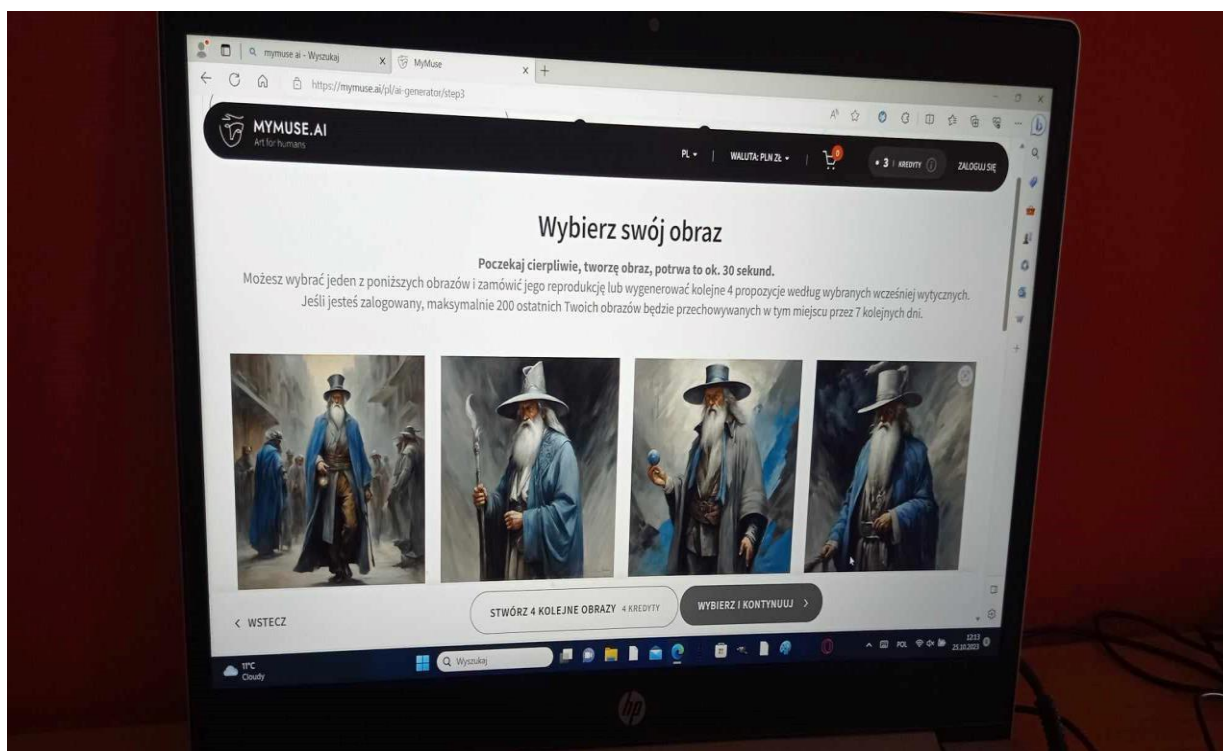 mymuse ai - Wyszukaj
MyMuse
https://mymuse.ai/pl/ai-generator/step3
MYMUSE.AI
Art for humans
PL
WALUTA: PLN ZŁ
0
3 KREDYTY
ZALOGUJ SIĘ
Wybierz swój obraz
Poczekaj cierpliwie, tworzę obraz, potrwa to ok. 30 sekund.
Możesz wybrać jeden z poniższych obrazów i zamówić jego reprodukcję lub wygenerować kolejne 4 propozycje według wybranych wcześniej wytycznych.
Jeśli jesteś zalogowany, maksymalnie 200 ostatnich Twoich obrazów będzie przechowywanych w tym miejscu przez 7 kolejnych dni.
< WSTECZ
STWÓRZ 4 KOLEJNE OBRAZY 4 KREDYTY
WYBIERZ I KONTYNUUJ >
11°C
Cloudy
Wyszukaj
POL
12:13
25.10.2023
hp